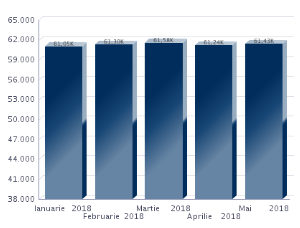 65.000
62.000
59.000
56.000
53.000
50.000
47.000
44.000
41.000
38.000
61,05K
61,30K
61,58K
61,24K
61,43K
Ianuarie 2018
Februarie 2018
Martie 2018
Aprilie 2018
Mai 2018